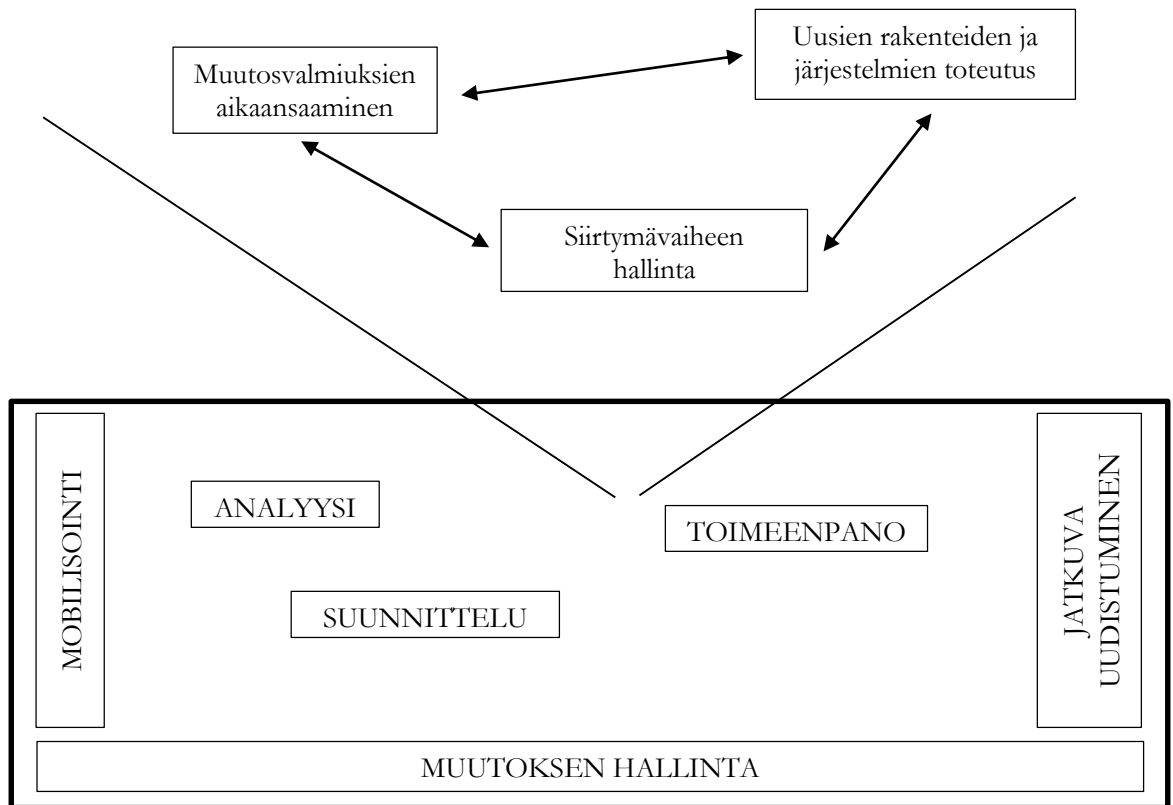 Muutosvalmiuksien
aikaansaaminen
Uusien rakenteiden ja
järjestelmien toteutus
Siirtymävaiheen
hallinta
MOBILISOINTI
ANALYYSI
SUUNNITTELU
TOIMEENPANO
JATKUVA
UUDISTUMINEN
MUUTOKSEN HALLINTA